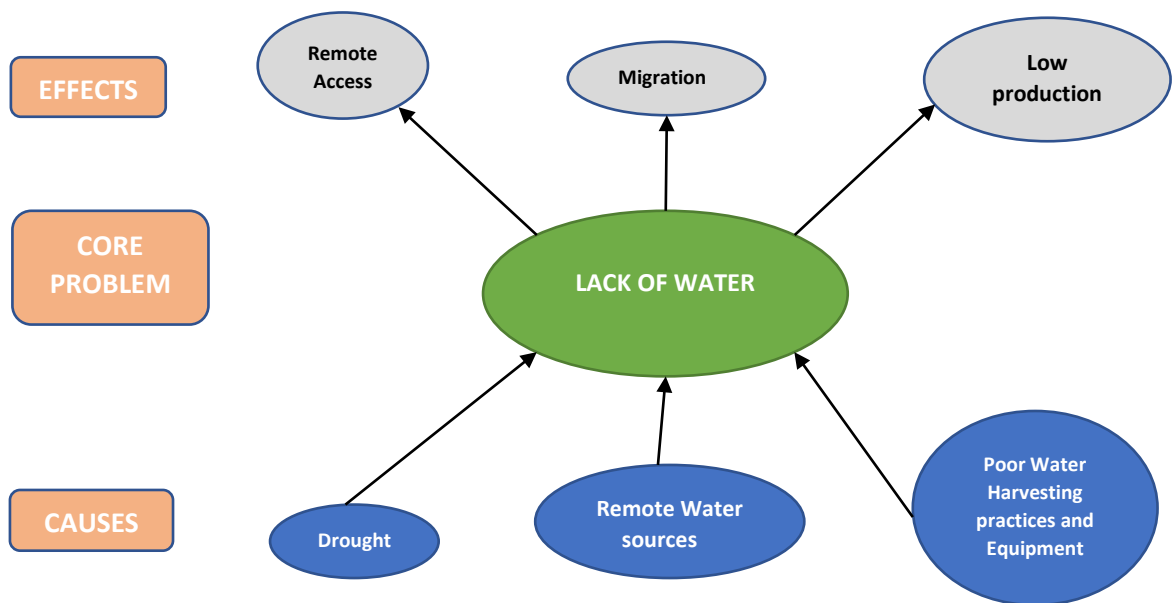 EFFECTS
Remote
Access
Migration
Low
production
CORE
PROBLEM
LACK OF WATER
CAUSES
Drought
Remote Water
sources
Poor Water
Harvesting
practices and
Equipment